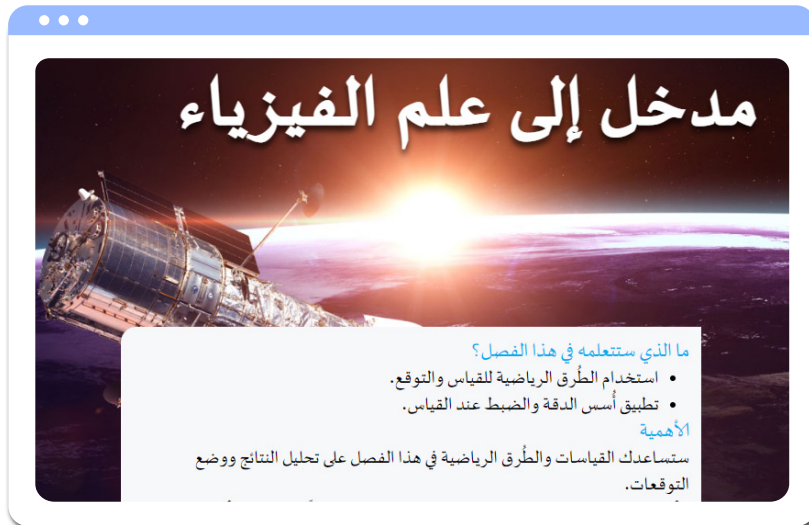 مدخل إلى علم الفيزياء
ما الذي ستتعلمه في هذا الفصل؟
• استخدام الطُرق الرياضية للقياس والتوقع.
• تطبيق أُسس الدقة والضبط عند القياس.
الأهمية
ستساعدك القياسات والطُرق الرياضية في هذا الفصل على تحليل النتائج ووضع
التوقعات.